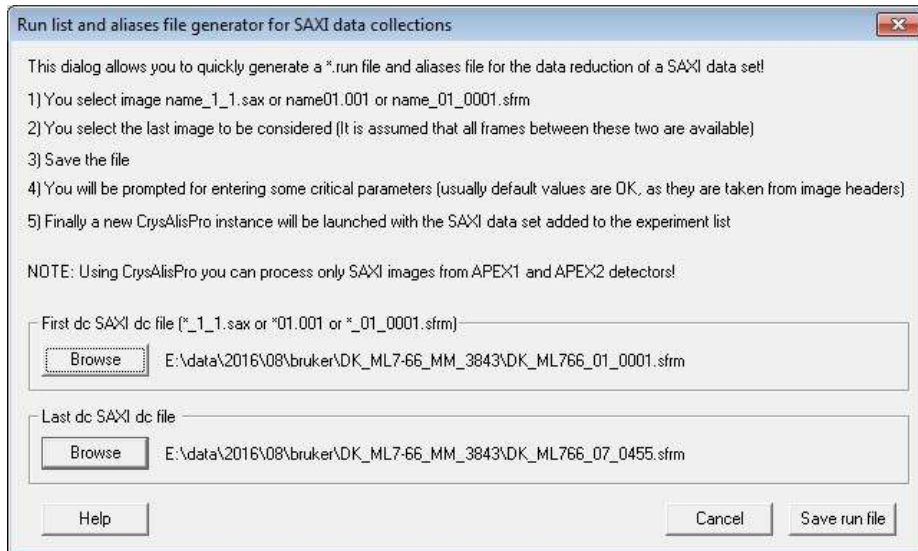 Run list and aliases file generator for SAXI data collections
This dialog allows you to quickly generate a *.run file and aliases file for the data reduction of a SAXI data set!
1) You select image name_1_1.sax or name01.001 or name_01_0001.sfrm
2) You select the last image to be considered (It is assumed that all frames between these two are available)
3) Save the file
4) You will be prompted for entering some critical parameters (usually default values are OK, as they are taken from image headers)
5) Finally a new CrysAlisPro instance will be launched with the SAXI data set added to the experiment list
NOTE: Using CrysAlisPro you can process only SAXI images from APEX1 and APEX2 detectors!
First dc SAXI dc file (*_1_1.sax or *01.001 or *_01_0001.sfrm)
Browse E:\data\2016\08\bruker\DK_ML7-66_MM_3843\DK_ML766_01_0001.sfrm
Last dc SAXI dc file
Browse E:\data\2016\08\bruker\DK_ML7-66_MM_3843\DK_ML766_07_0455.sfrm
Help Cancel Save run file